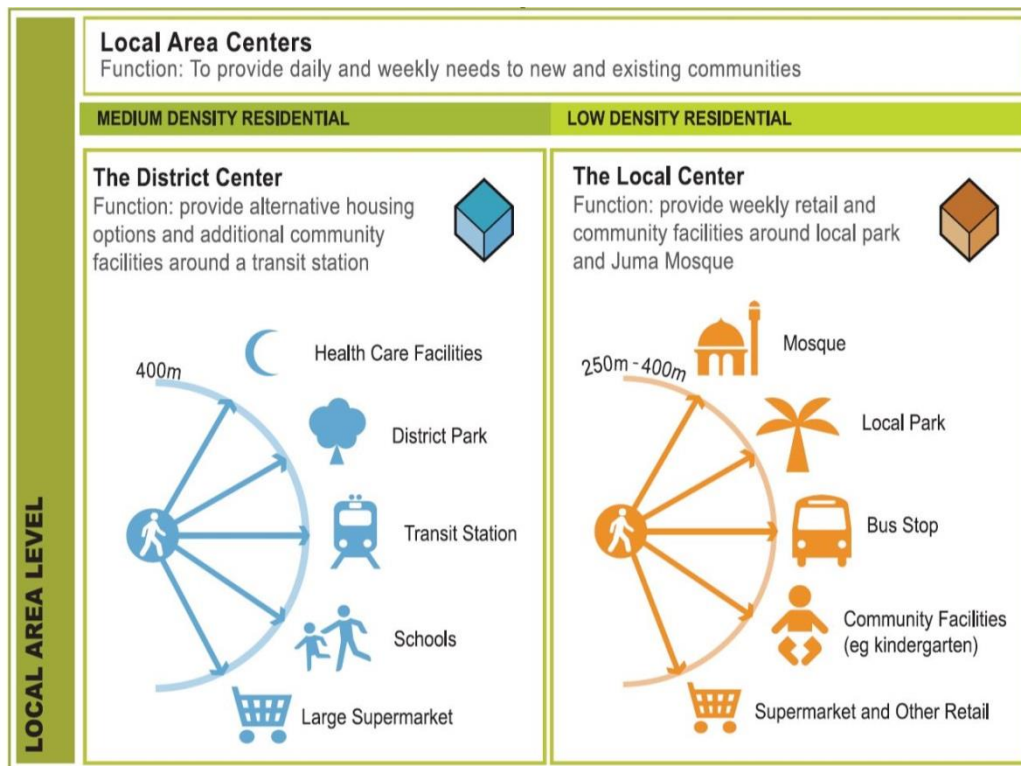 Local Area Centers
Function: To provide daily and weekly needs to new and existing communities
MEDIUM DENSITY RESIDENTIAL
LOW DENSITY RESIDENTIAL
The District Center
Function: provide alternative housing
options and additional community
facilities around a transit station
400m
Health Care Facilities
District Park
Transit Station
Schools
Large Supermarket
The Local Center
Function: provide weekly retail and
community facilities around local park
and Juma Mosque
250m - 400m
Mosque
Local Park
Bus Stop
Community Facilities
(eg kindergarten)
Supermarket and Other Retail
LOCAL AREA LEVEL